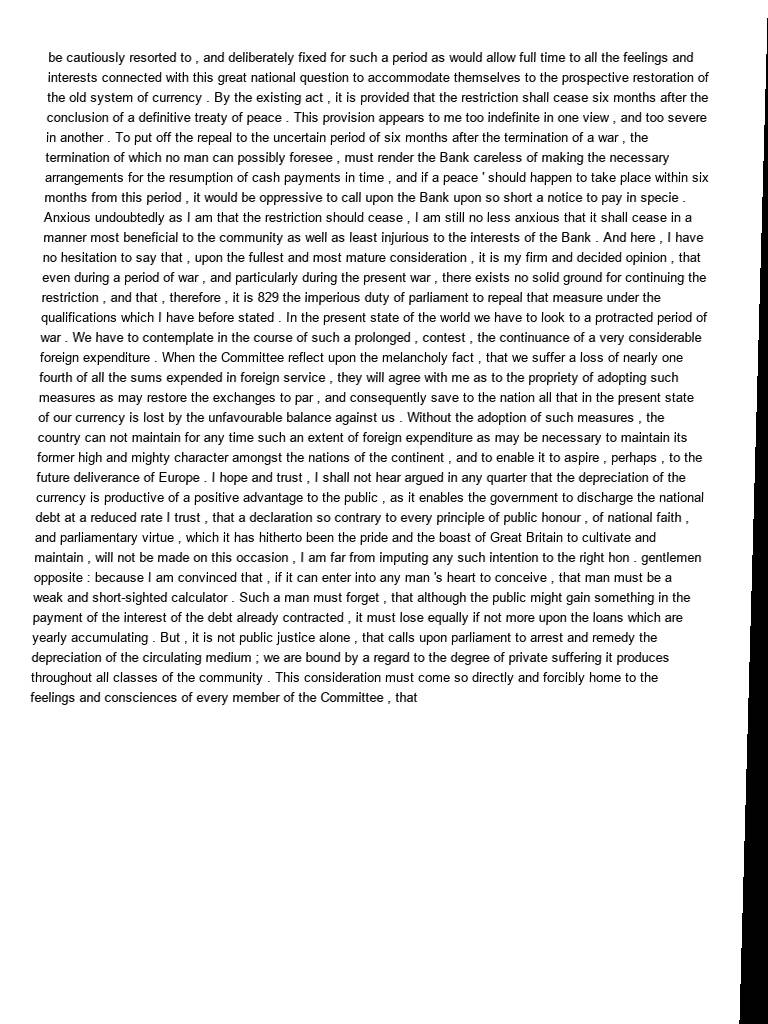 be cautiously resorted to , and deliberately fixed for such a period as would allow full time to all the feelings and
interests connected with this great national question to accommodate themselves to the prospective restoration of
the old system of currency . By the existing act , it is provided that the restriction shall cease six months after the
conclusion of a definitive treaty of peace . This provision appears to me too indefinite in one view , and too severe
in another . To put off the repeal to the uncertain period of six months after the termination of a war , the
termination of which no man can possibly foresee , must render the Bank careless of making the necessary
arrangements for the resumption of cash payments in time , and if a peace ' should happen to take place within six
months from this period , it would be oppressive to call upon the Bank upon so short a notice to pay in specie .
Anxious undoubtedly as I am that the restriction should cease , I am still no less anxious that it shall cease in a
manner most beneficial to the community as well as least injurious to the interests of the Bank . And here , I have
no hesitation to say that , upon the fullest and most mature consideration , it is my firm and decided opinion , that
even during a period of war , and particularly during the present war , there exists no solid ground for continuing the
restriction , and that , therefore , it is 829 the imperious duty of parliament to repeal that measure under the
qualifications which I have before stated . In the present state of the world we have to look to a protracted period of
war . We have to contemplate in the course of such a prolonged , contest , the continuance of a very considerable
foreign expenditure . When the Committee reflect upon the melancholy fact , that we suffer a loss of nearly one
fourth of all the sums expended in foreign service , they will agree with me as to the propriety of adopting such
measures as may restore the exchanges to par , and consequently save to the nation all that in the present state
of our currency is lost by the unfavourable balance against us . Without the adoption of such measures , the
country can not maintain for any time such an extent of foreign expenditure as may be necessary to maintain its
former high and mighty character amongst the nations of the continent , and to enable it to aspire , perhaps , to the
future deliverance of Europe . I hope and trust , I shall not hear argued in any quarter that the depreciation of the
currency is productive of a positive advantage to the public , as it enables the government to discharge the national
debt at a reduced rate I trust , that a declaration so contrary to every principle of public honour , of national faith ,
and parliamentary virtue , which it has hitherto been the pride and the boast of Great Britain to cultivate and
maintain , will not be made on this occasion , I am far from imputing any such intention to the right hon . gentlemen
opposite : because I am convinced that , if it can enter into any man 's heart to conceive , that man must be a
weak and short-sighted calculator . Such a man must forget , that although the public might gain something in the
payment of the interest of the debt already contracted , it must lose equally if not more upon the loans which are
yearly accumulating . But , it is not public justice alone , that calls upon parliament to arrest and remedy the
depreciation of the circulating medium ; we are bound by a regard to the degree of private suffering it produces
throughout all classes of the community . This consideration must come so directly and forcibly home to the
feelings and consciences of every member of the Committee , that